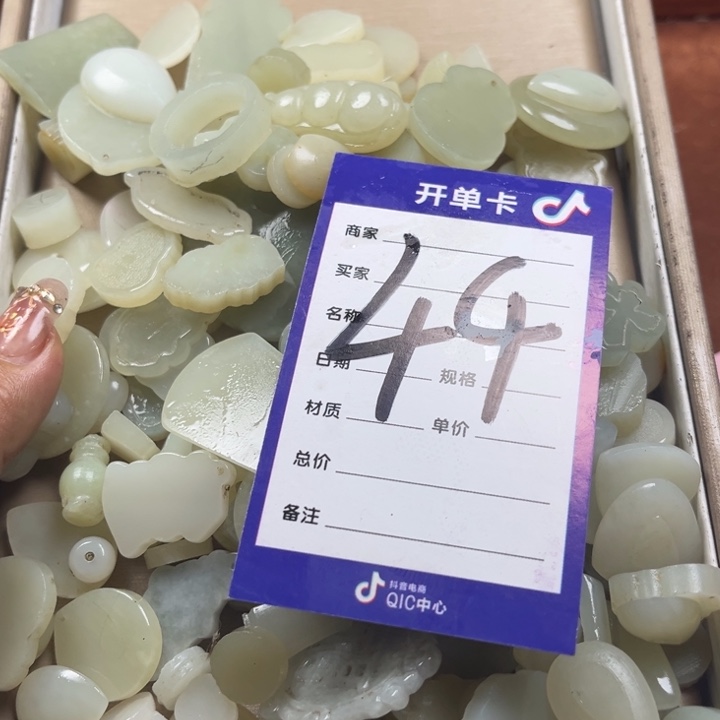 开单卡
商家
买家
44
名称
日期 规格
材质 单价
总价
备注
抖音电商
QIC中心